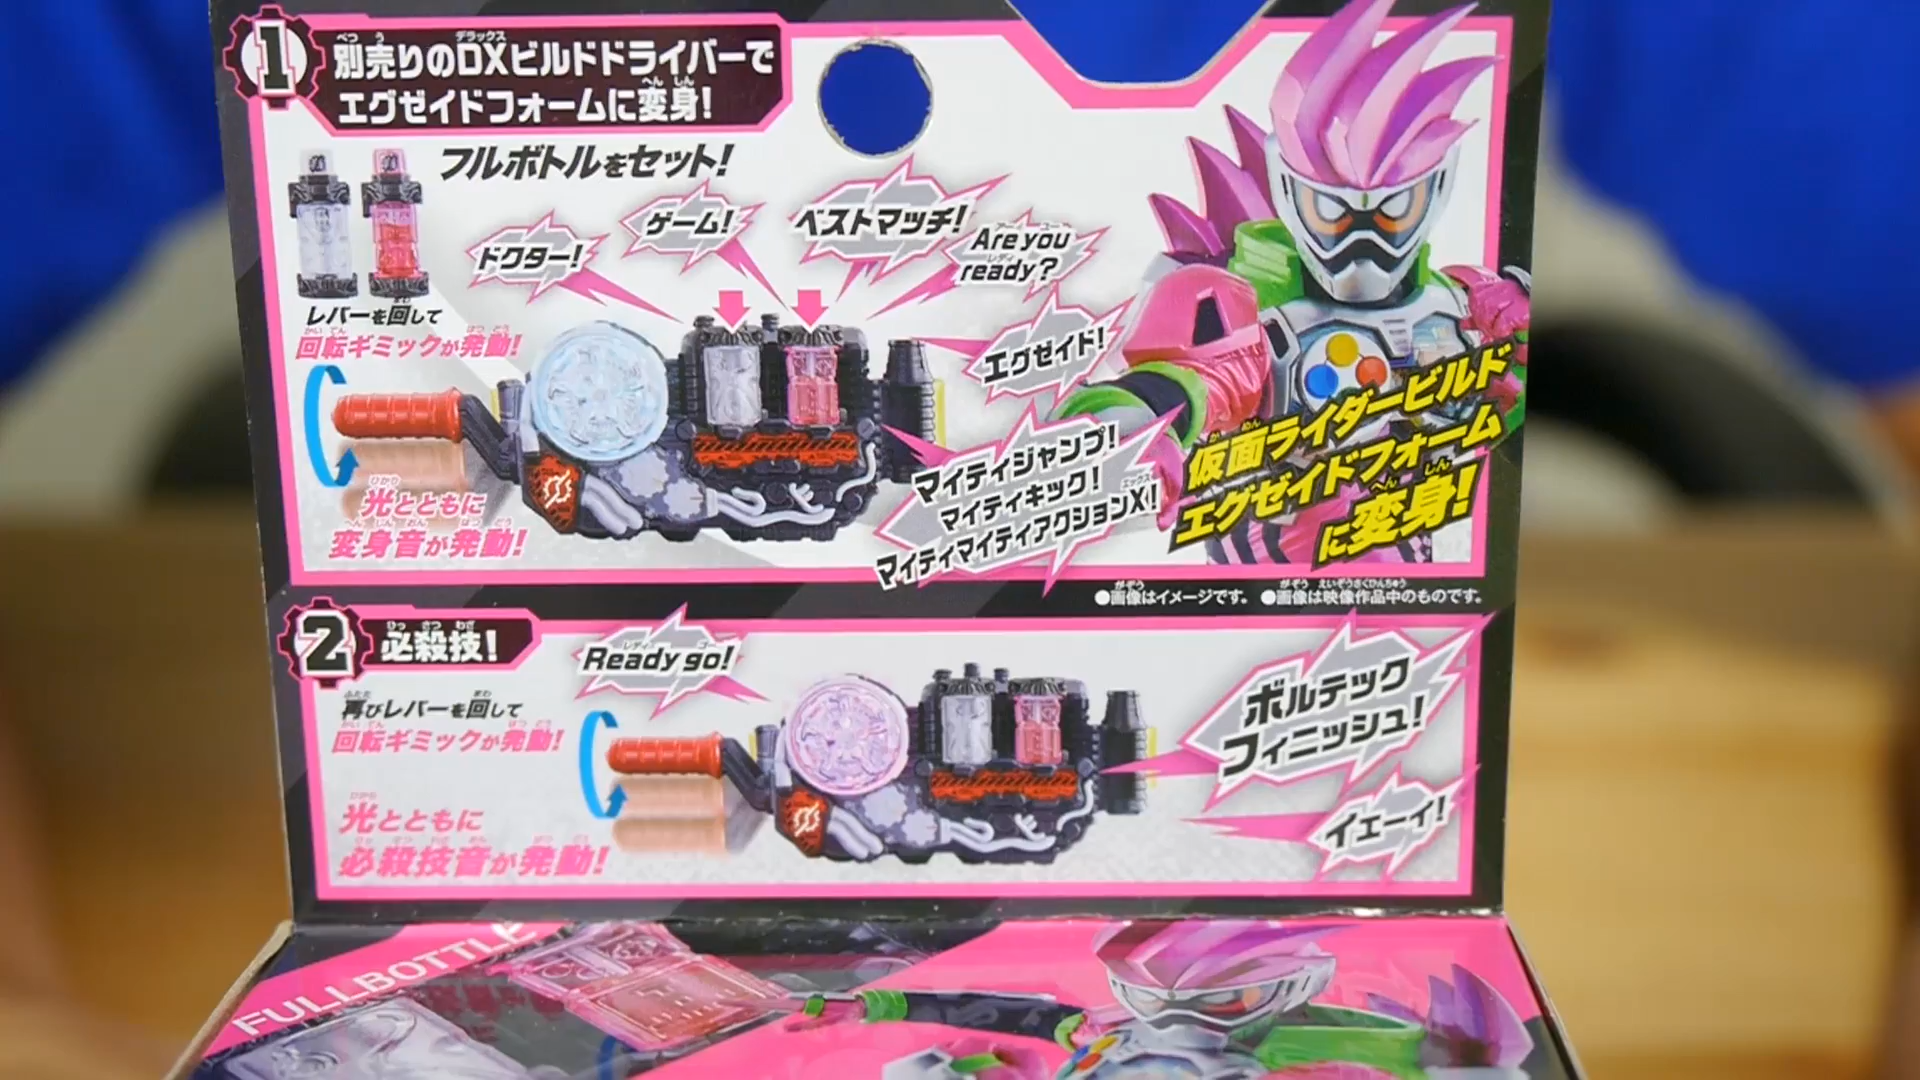 1
別売りのDXビルドドライバーで
エグゼイドフォームに変身!
フルボトルをセット!
ドクター!
ゲーム!
ベストマッチ!
Are you
ready?
エグゼイド!
レバーを回して
回転ギミックが発動!
光とともに
変身音が発動!
マイティジャンプ!
マイティキック!
マイティマイティアクションX!
仮面ライダービルド
エグゼイドフォーム
に変身!
●画像はイメージです。 ●画像は映像作品中のものです。
2
必殺技!
Ready go!
再びレバーを回して
回転ギミックが発動!
光とともに
必殺技音が発動!
ボルテック
フィニッシュ!
イエーイ!
FULLBOTTLE